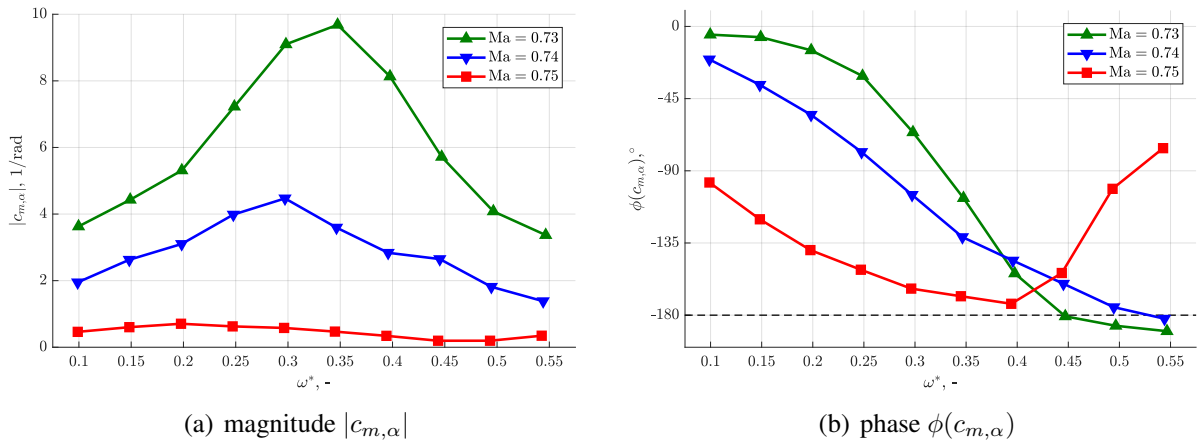 10
8
6
4
2
0
|c_{m,α}|, 1/rad
Ma = 0.73
Ma = 0.74
Ma = 0.75
0.1 0.15 0.2 0.25 0.3 0.35 0.4 0.45 0.5 0.55
ω*, -
(a) magnitude |c_{m,α}|
0
-45
-90
-135
-180
ϕ(c_{m,α}),°
Ma = 0.73
Ma = 0.74
Ma = 0.75
0.1 0.15 0.2 0.25 0.3 0.35 0.4 0.45 0.5 0.55
ω*, -
(b) phase ϕ(c_{m,α})